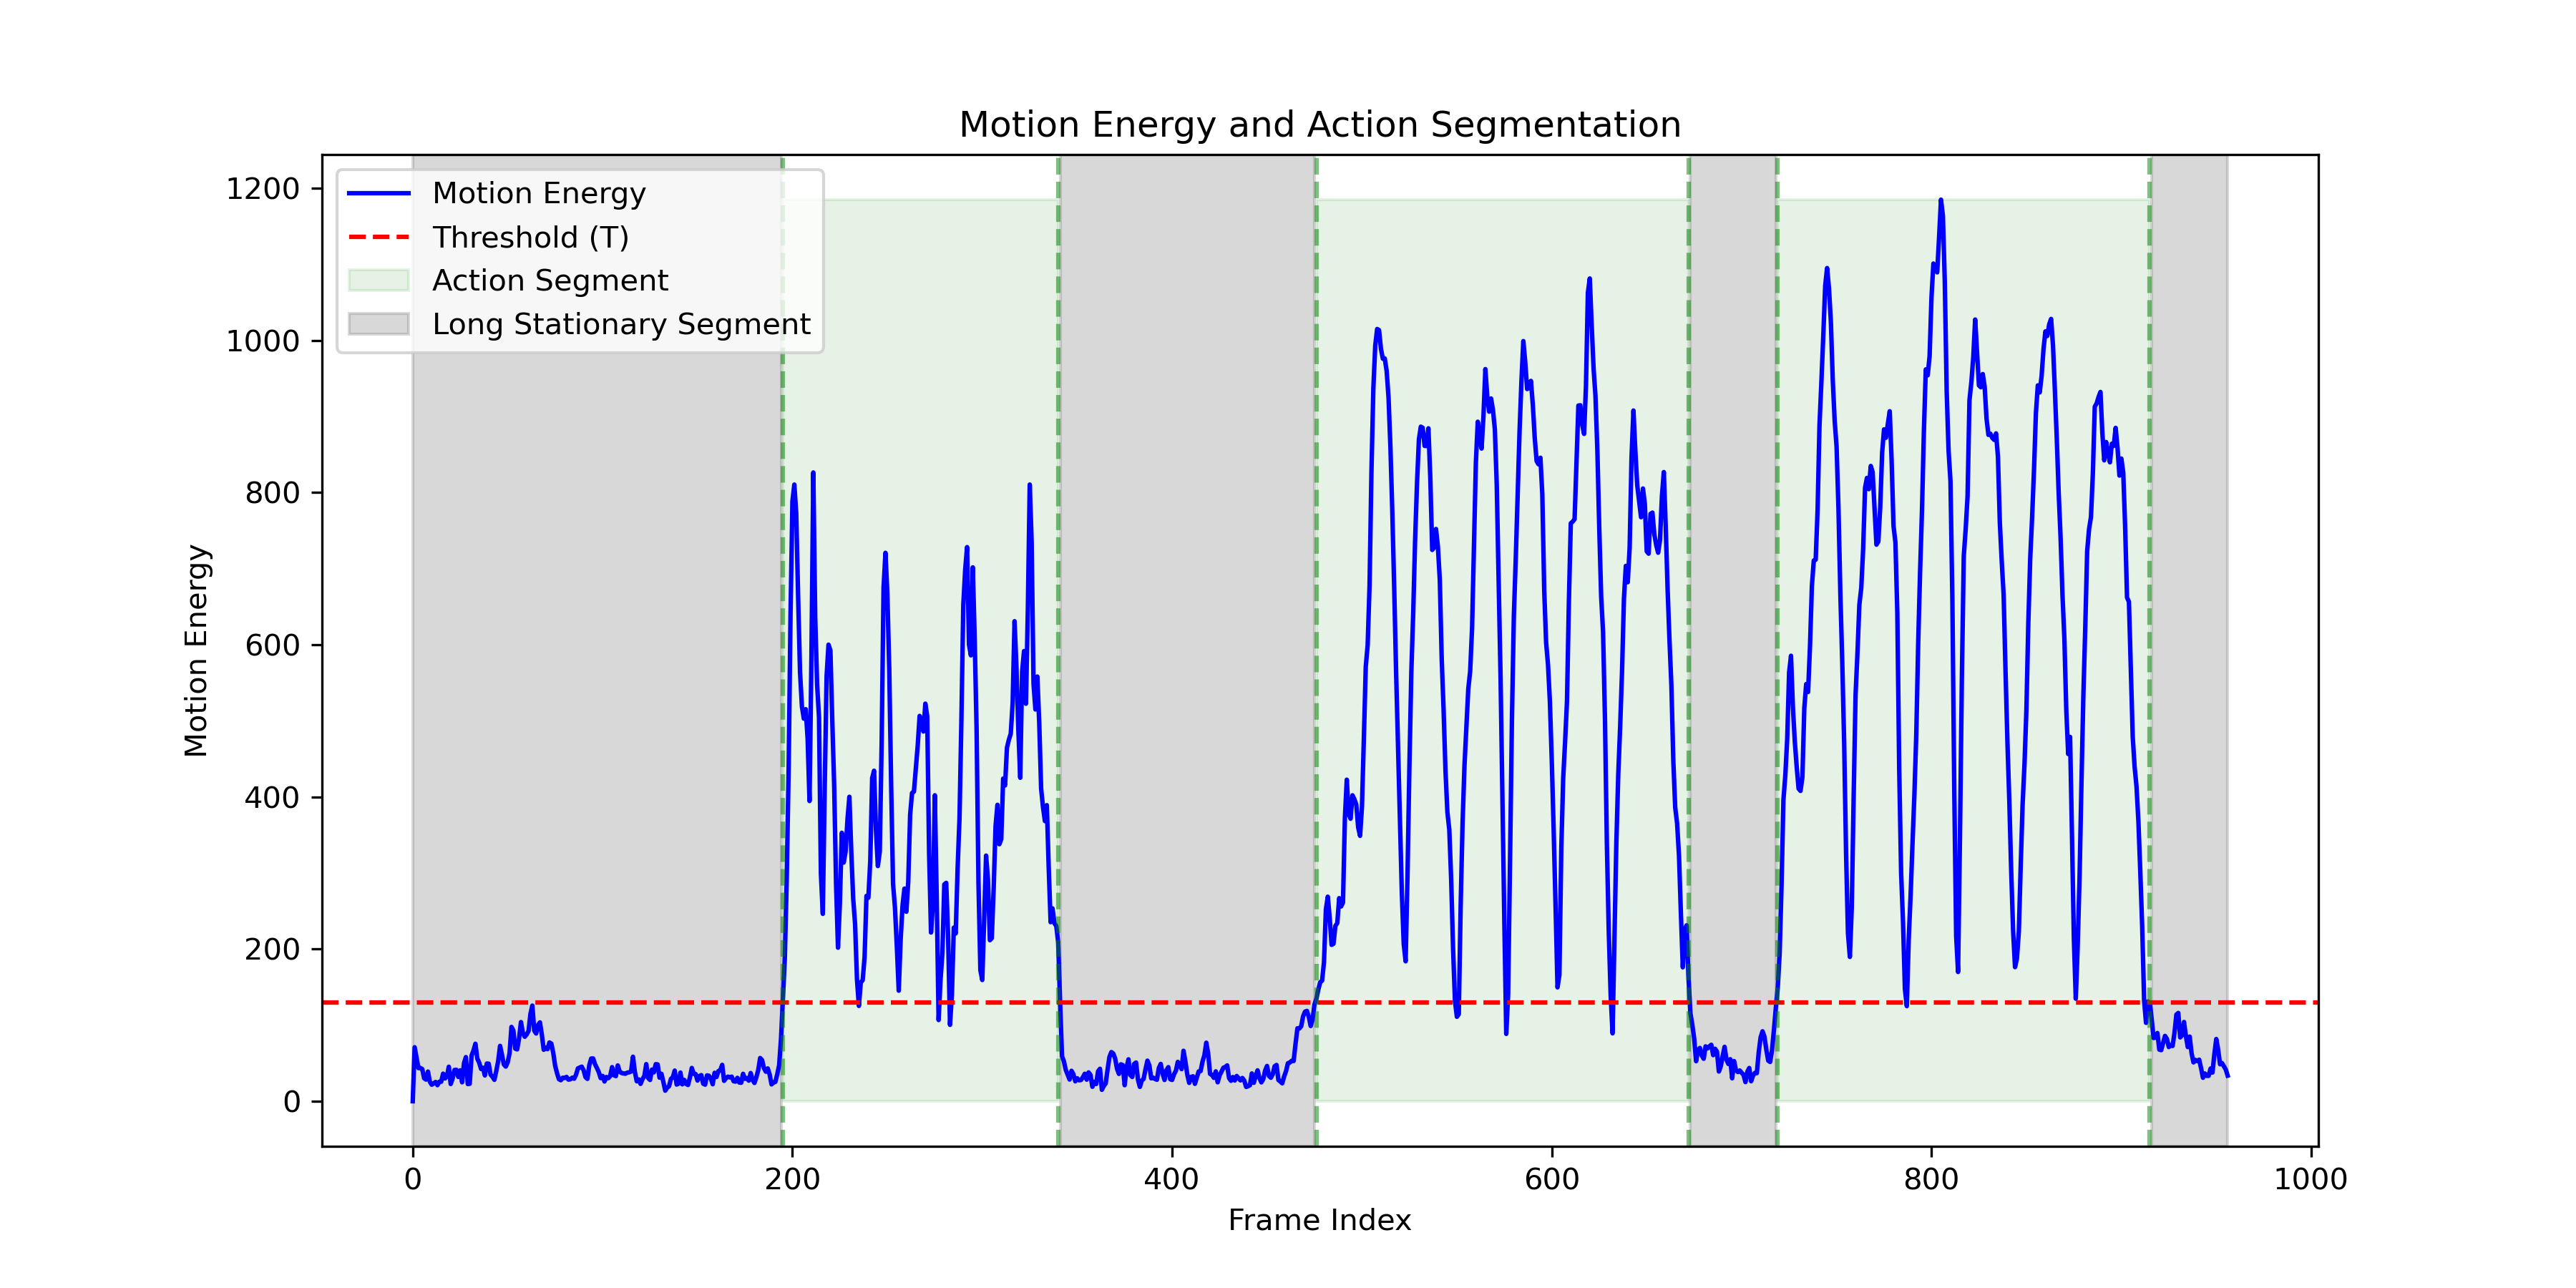 Motion Energy and Action Segmentation
Motion Energy
Threshold (T)
Action Segment
Long Stationary Segment
Motion Energy
1200
1000
800
600
400
200
0
0 200 400 600 800 1000
Frame Index